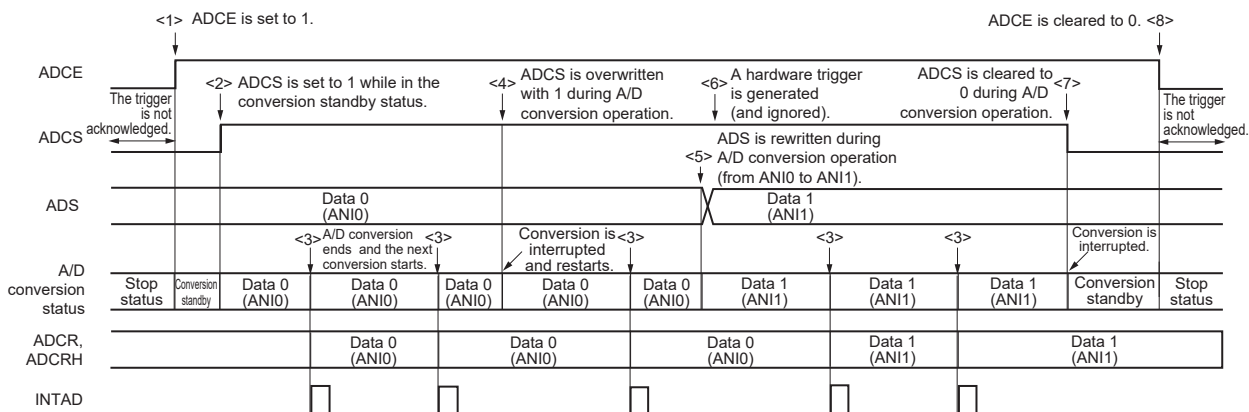 <1> ADCE is set to 1.
ADCE is cleared to 0. <8>
ADCE
The trigger
is not
acknowledged.
<2> ADCS is set to 1 while in the
conversion standby status.
<4> ADCS is overwritten
with 1 during A/D
conversion operation.
<6> A hardware trigger
is generated
(and ignored).
ADCS is cleared to <7>
0 during A/D
conversion operation.
The trigger
is not
acknowledged.
ADCS
ADS is rewritten during
<5> A/D conversion operation
(from ANI0 to ANI1).
ADS
Data 0
(ANI0)
Data 1
(ANI1)
<3> A/D conversion
ends and the next
conversion starts.
<3>
Conversion is
interrupted
and restarts.
<3>
<3>
<3>
Conversion is
interrupted.
A/D
conversion
status
Stop
status
Conversion
standby
Data 0
(ANI0)
Data 0
(ANI0)
Data 0
(ANI0)
Data 0
(ANI0)
Data 0
(ANI0)
Data 1
(ANI1)
Data 1
(ANI1)
Data 1
(ANI1)
Conversion
standby
Stop
status
ADCR,
ADCRH
Data 0
(ANI0)
Data 0
(ANI0)
Data 0
(ANI0)
Data 1
(ANI1)
Data 1
(ANI1)
INTAD